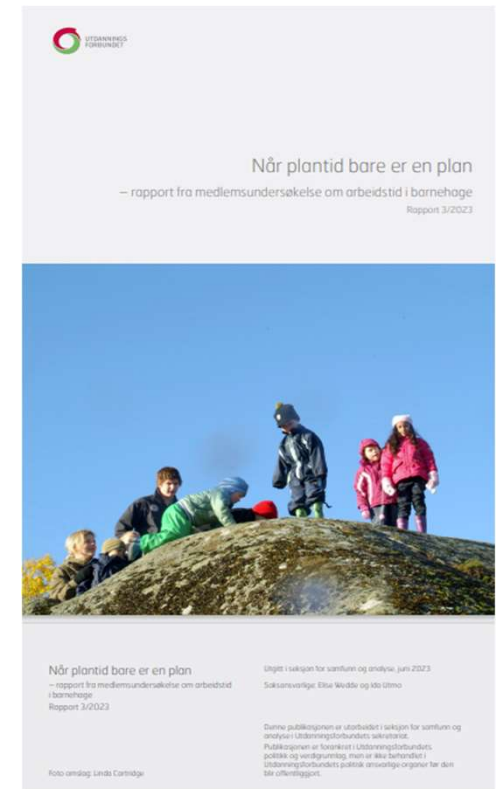 UTDANNINGS
FORBUNDET
Når plantid bare er en plan
– rapport fra medlemsundersøkelse om arbeidstid i barnehage
Rapport 3/2023
Når plantid bare er en plan
– rapport fra medlemsundersøkelse om arbeidstid
i barnehage
Rapport 3/2023
Foto omslag: Linda Cartridge
Utgitt i seksjon for samfunn og analyse, juni 2023
Saksansvarlige: Elise Wedde og Ida Utmo
Denne publikasjonen er utarbeidet i seksjon for samfunn og
analyse i Utdanningsforbundets sekretariat.
Publikasjonen er forankret i Utdanningsforbundets
politikk og verdigrunnlag, men er ikke behandlet i
Utdanningsforbundets politisk ansvarlige organer før den
blir offentliggjort.